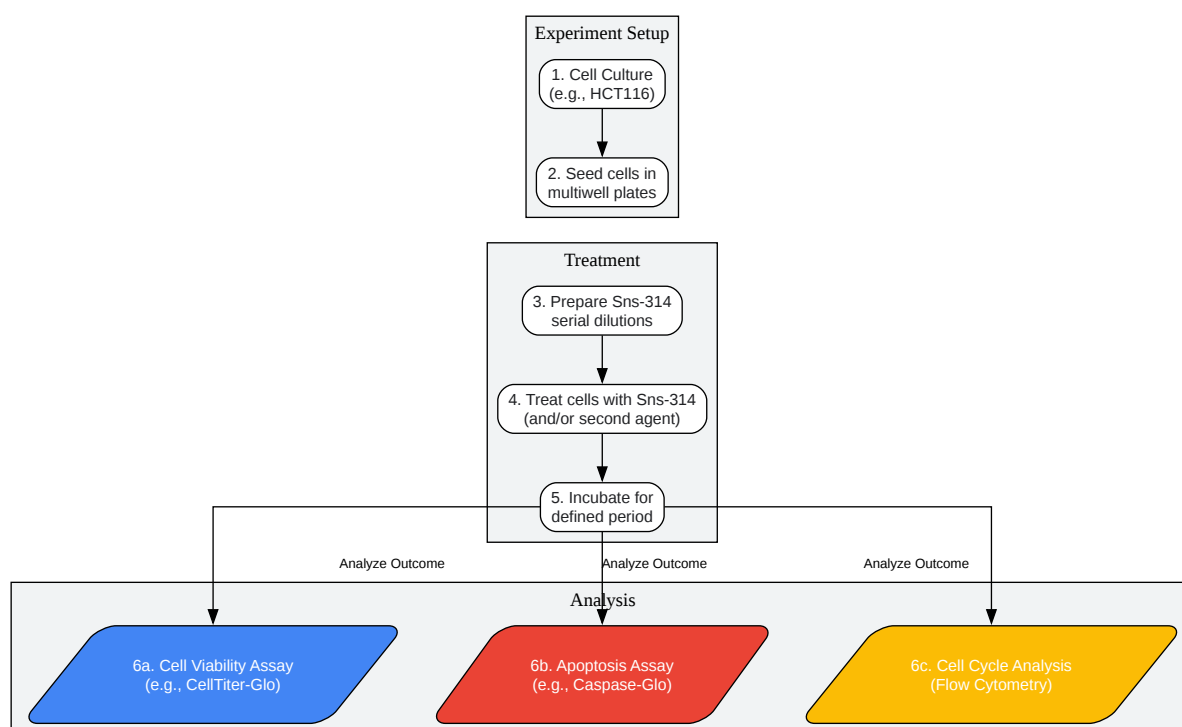 Experiment Setup
1. Cell Culture
(e.g., HCT116)
2. Seed cells in
multiwell plates
Treatment
3. Prepare Sns-314
serial dilutions
4. Treat cells with Sns-314
(and/or second agent)
5. Incubate for
defined period
Analyze Outcome
Analyze Outcome
Analyze Outcome
Analysis
6a. Cell Viability Assay
(e.g., CellTiter-Glo)
6b. Apoptosis Assay
(e.g., Caspase-Glo)
6c. Cell Cycle Analysis
(Flow Cytometry)